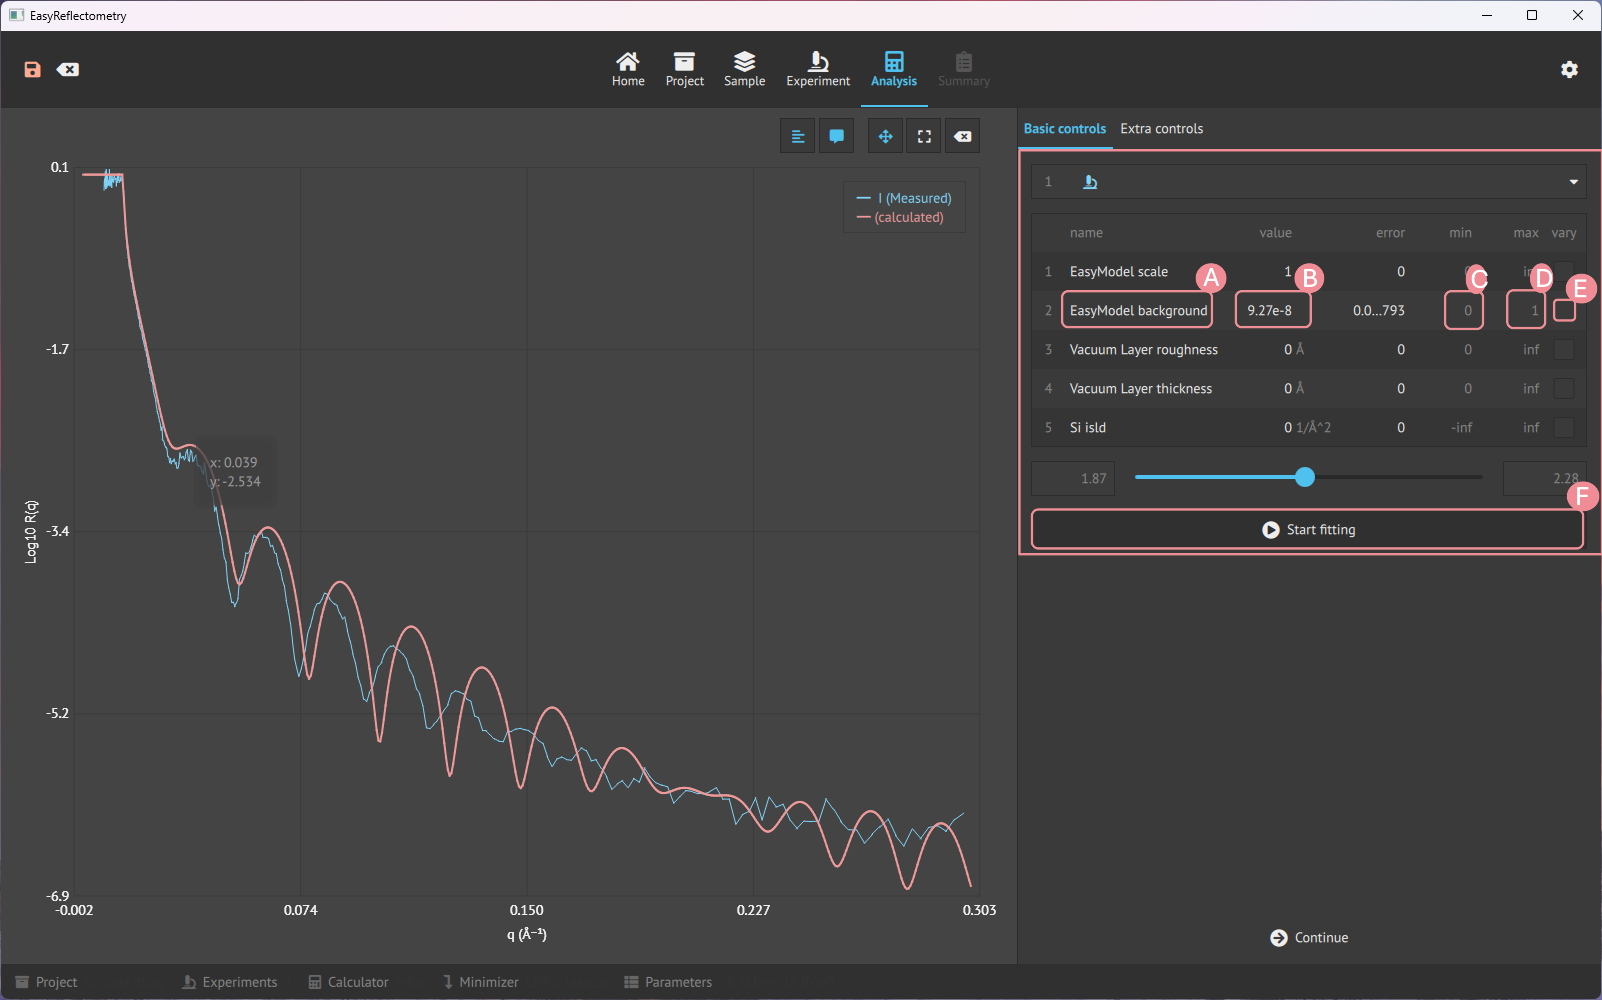 EasyReflectometry
Home
Project
Sample
Experiment
Analysis
Summary
Basic controls
Extra controls
0.1
-1.7
-3.4
-5.2
-6.9
Log10 R(q)
I (Measured)
(calculated)
x: 0.039
y: -2.534
-0.002
0.074
0.150
0.227
0.303
q (Å⁻¹)
1
name value error min max vary
1 EasyModel scale 1 0
A B C D E
2 EasyModel background 9.27e-8 0.0...793 0 1
3 Vacuum Layer roughness 0 Å 0 0 inf
4 Vacuum Layer thickness 0 Å 0 0 inf
5 Si isld 0 1/Å^2 0 -inf inf
1.87 2.28
F
Start fitting
Continue
Project
Experiments
Calculator
Minimizer
Parameters